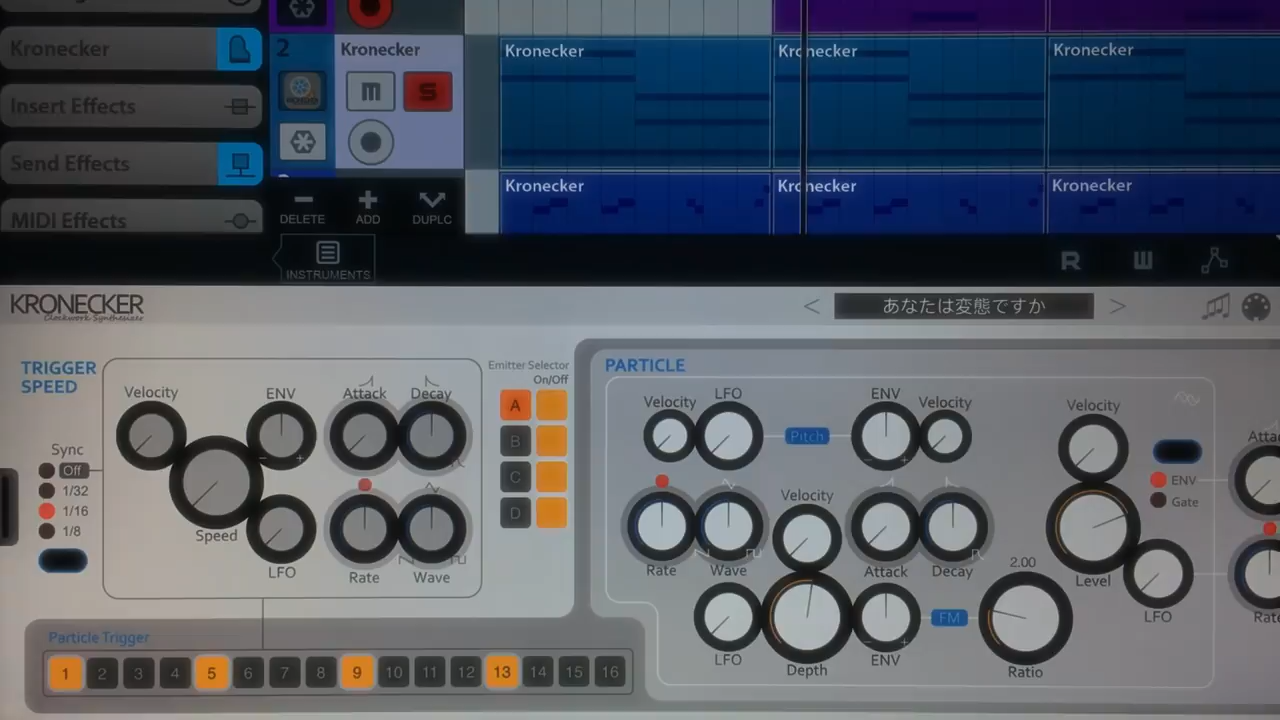 Kronecker
2
Kronecker
m
S
Kronecker
Kronecker
Kronecker
Insert Effects
Send Effects
MIDI Effects
DELETE
ADD
DUPLC
Kronecker
Kronecker
Kronecker
INSTRUMENTS
R
W
KRONECKER
Clockwork Synthesizer
<
あなたは変態ですか
>
TRIGGER
SPEED
Velocity
ENV
Attack
Decay
Sync
Off
1/32
1/16
1/8
- +
Speed
LFO
Rate
Wave
Emitter Selector
On/Off
A
B
C
D
Particle Trigger
1 2 3 4 5 6 7 8 9 10 11 12 13 14 15 16
PARTICLE
Velocity
LFO
Pitch
ENV
Velocity
- +
Velocity
ENV
Gate
Rate
Wave
Velocity
Attack
Decay
Level
LFO
LFO
Depth
- +
ENV
FM
2.00
Ratio
Atta
Rate